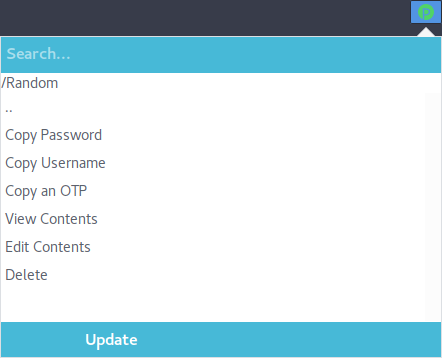 Search...
/Random
..
Copy Password
Copy Username
Copy an OTP
View Contents
Edit Contents
Delete
Update